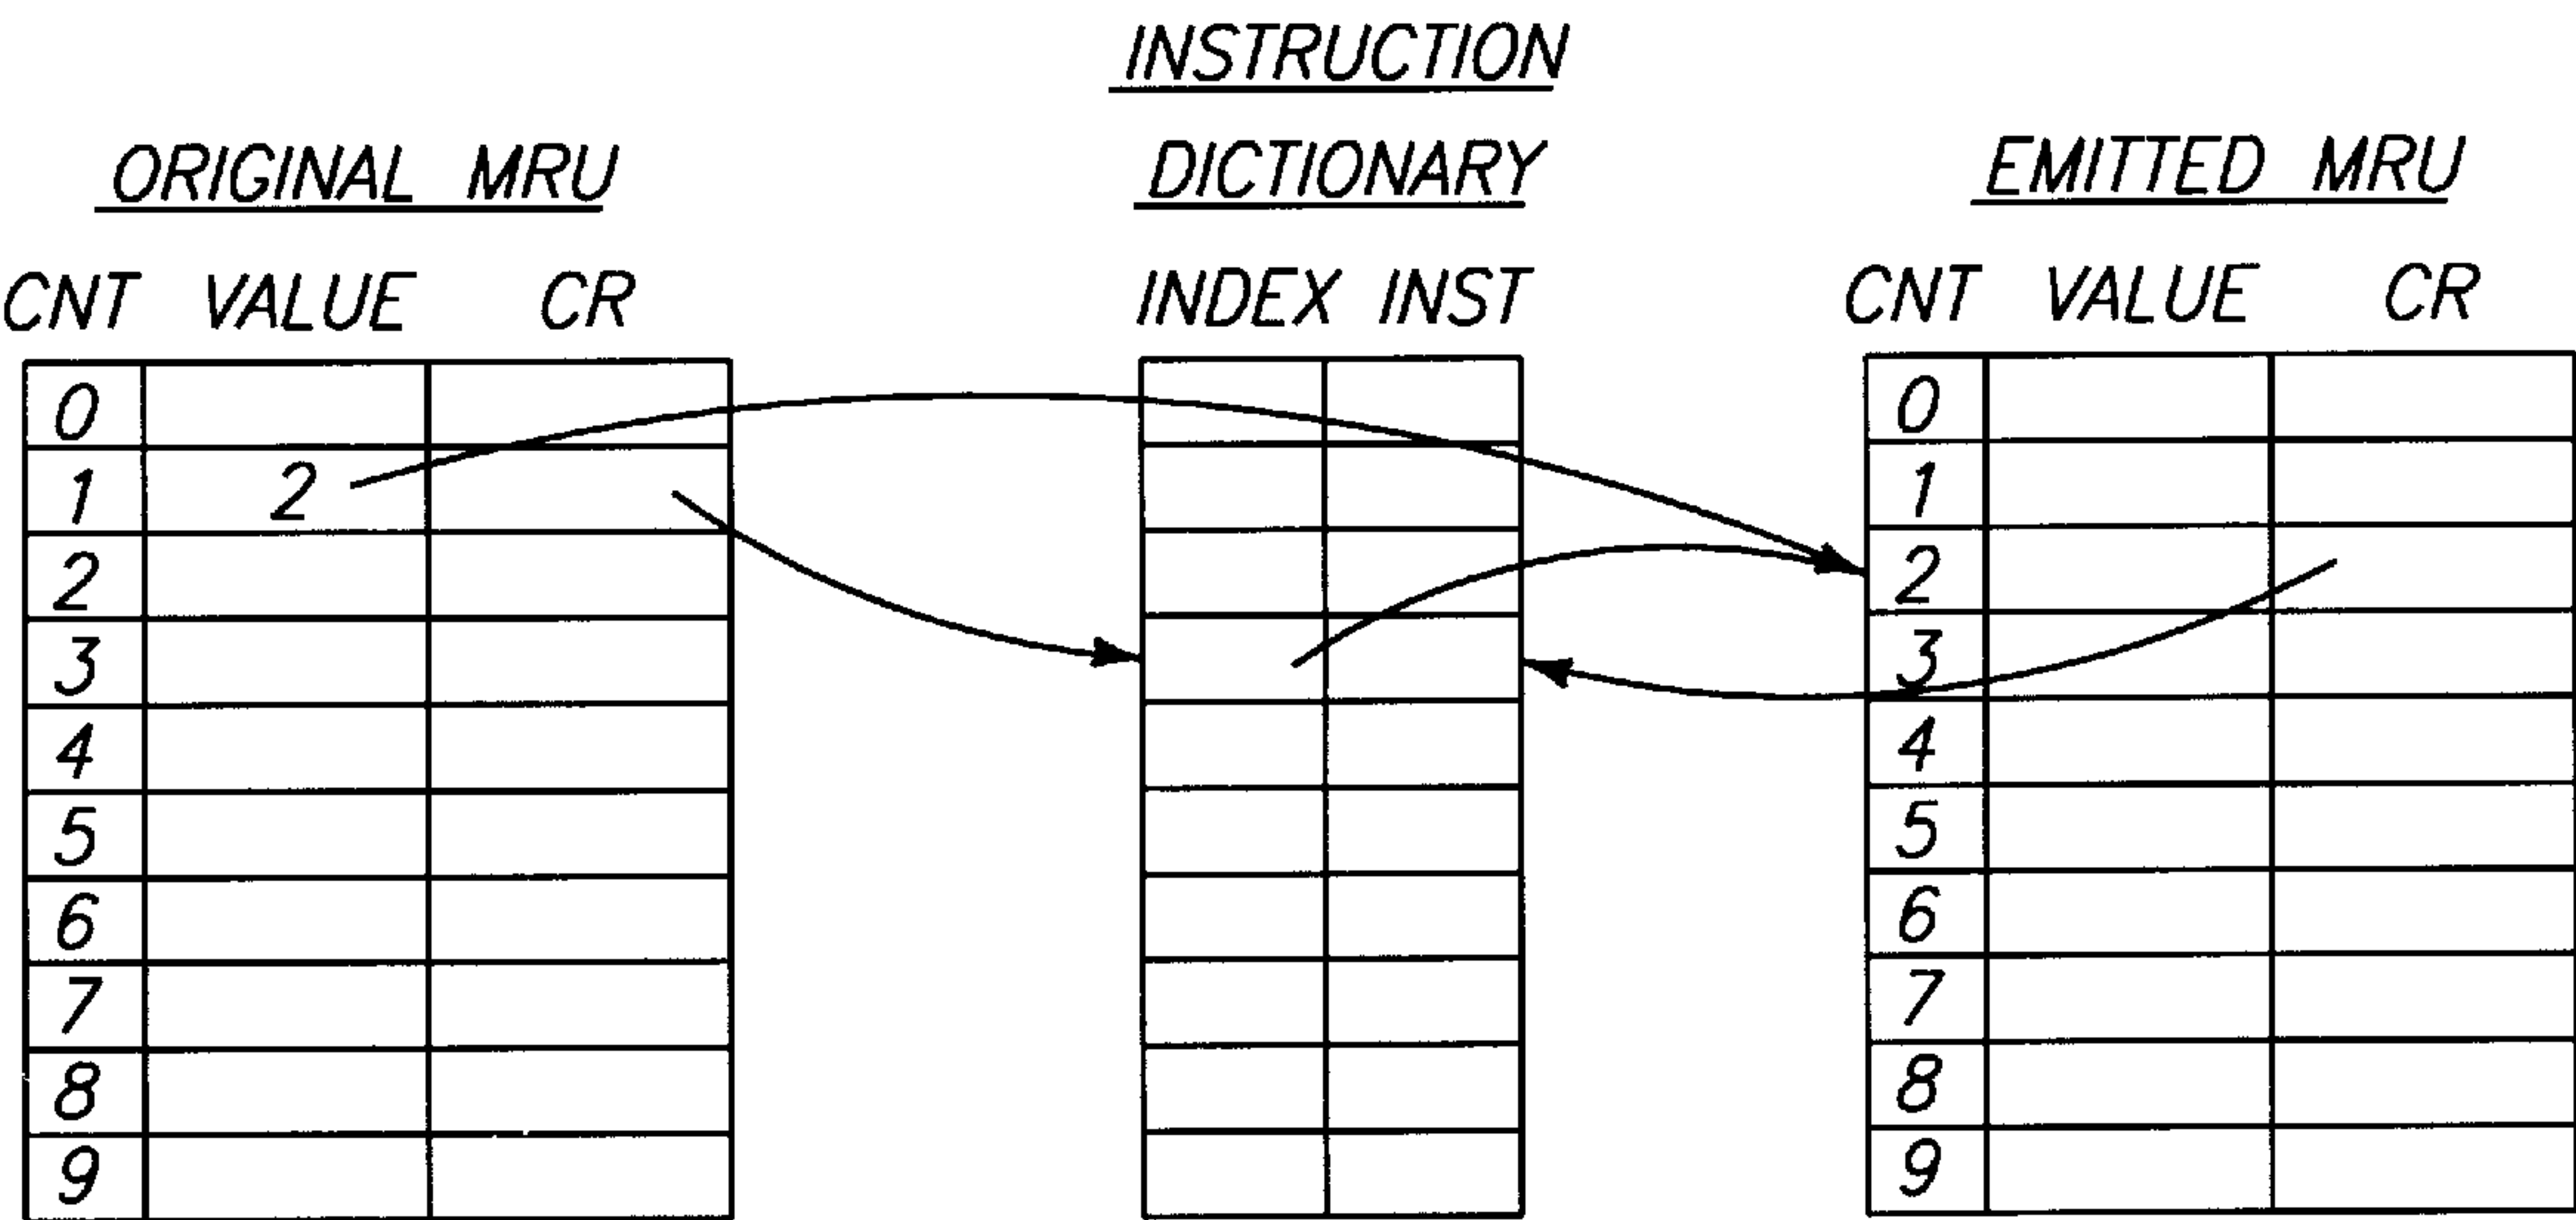 INSTRUCTION
ORIGINAL MRU DICTIONARY EMITTED MRU
CNT VALUE CR INDEX INST CNT VALUE CR
0 0
1 2 1
2 2
3 3
4 4
5 5
6 6
7 7
8 8
9 9